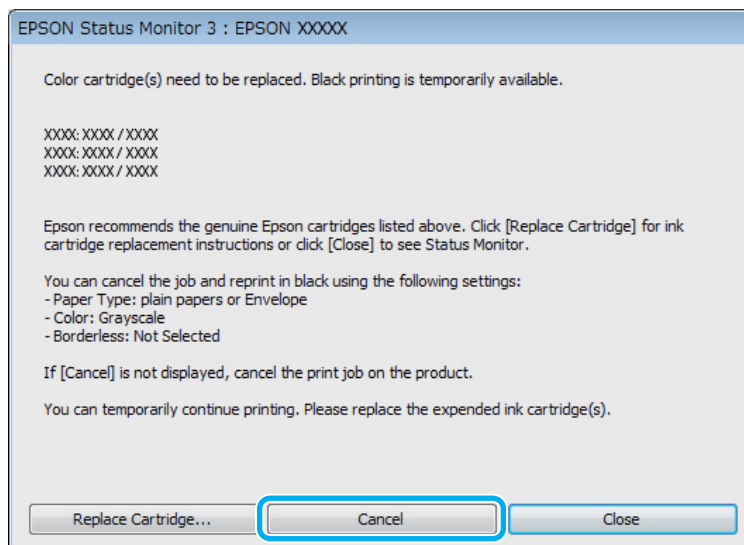 EPSON Status Monitor 3 : EPSON XXXXX
Color cartridge(s) need to be replaced. Black printing is temporarily available.
XXXX: XXXX / XXXX
XXXX: XXXX / XXXX
XXXX: XXXX / XXXX
Epson recommends the genuine Epson cartridges listed above. Click [Replace Cartridge] for ink
cartridge replacement instructions or click [Close] to see Status Monitor.
You can cancel the job and reprint in black using the following settings:
- Paper Type: plain papers or Envelope
- Color: Grayscale
- Borderless: Not Selected
If [Cancel] is not displayed, cancel the print job on the product.
You can temporarily continue printing. Please replace the expended ink cartridge(s).
Replace Cartridge... Cancel Close